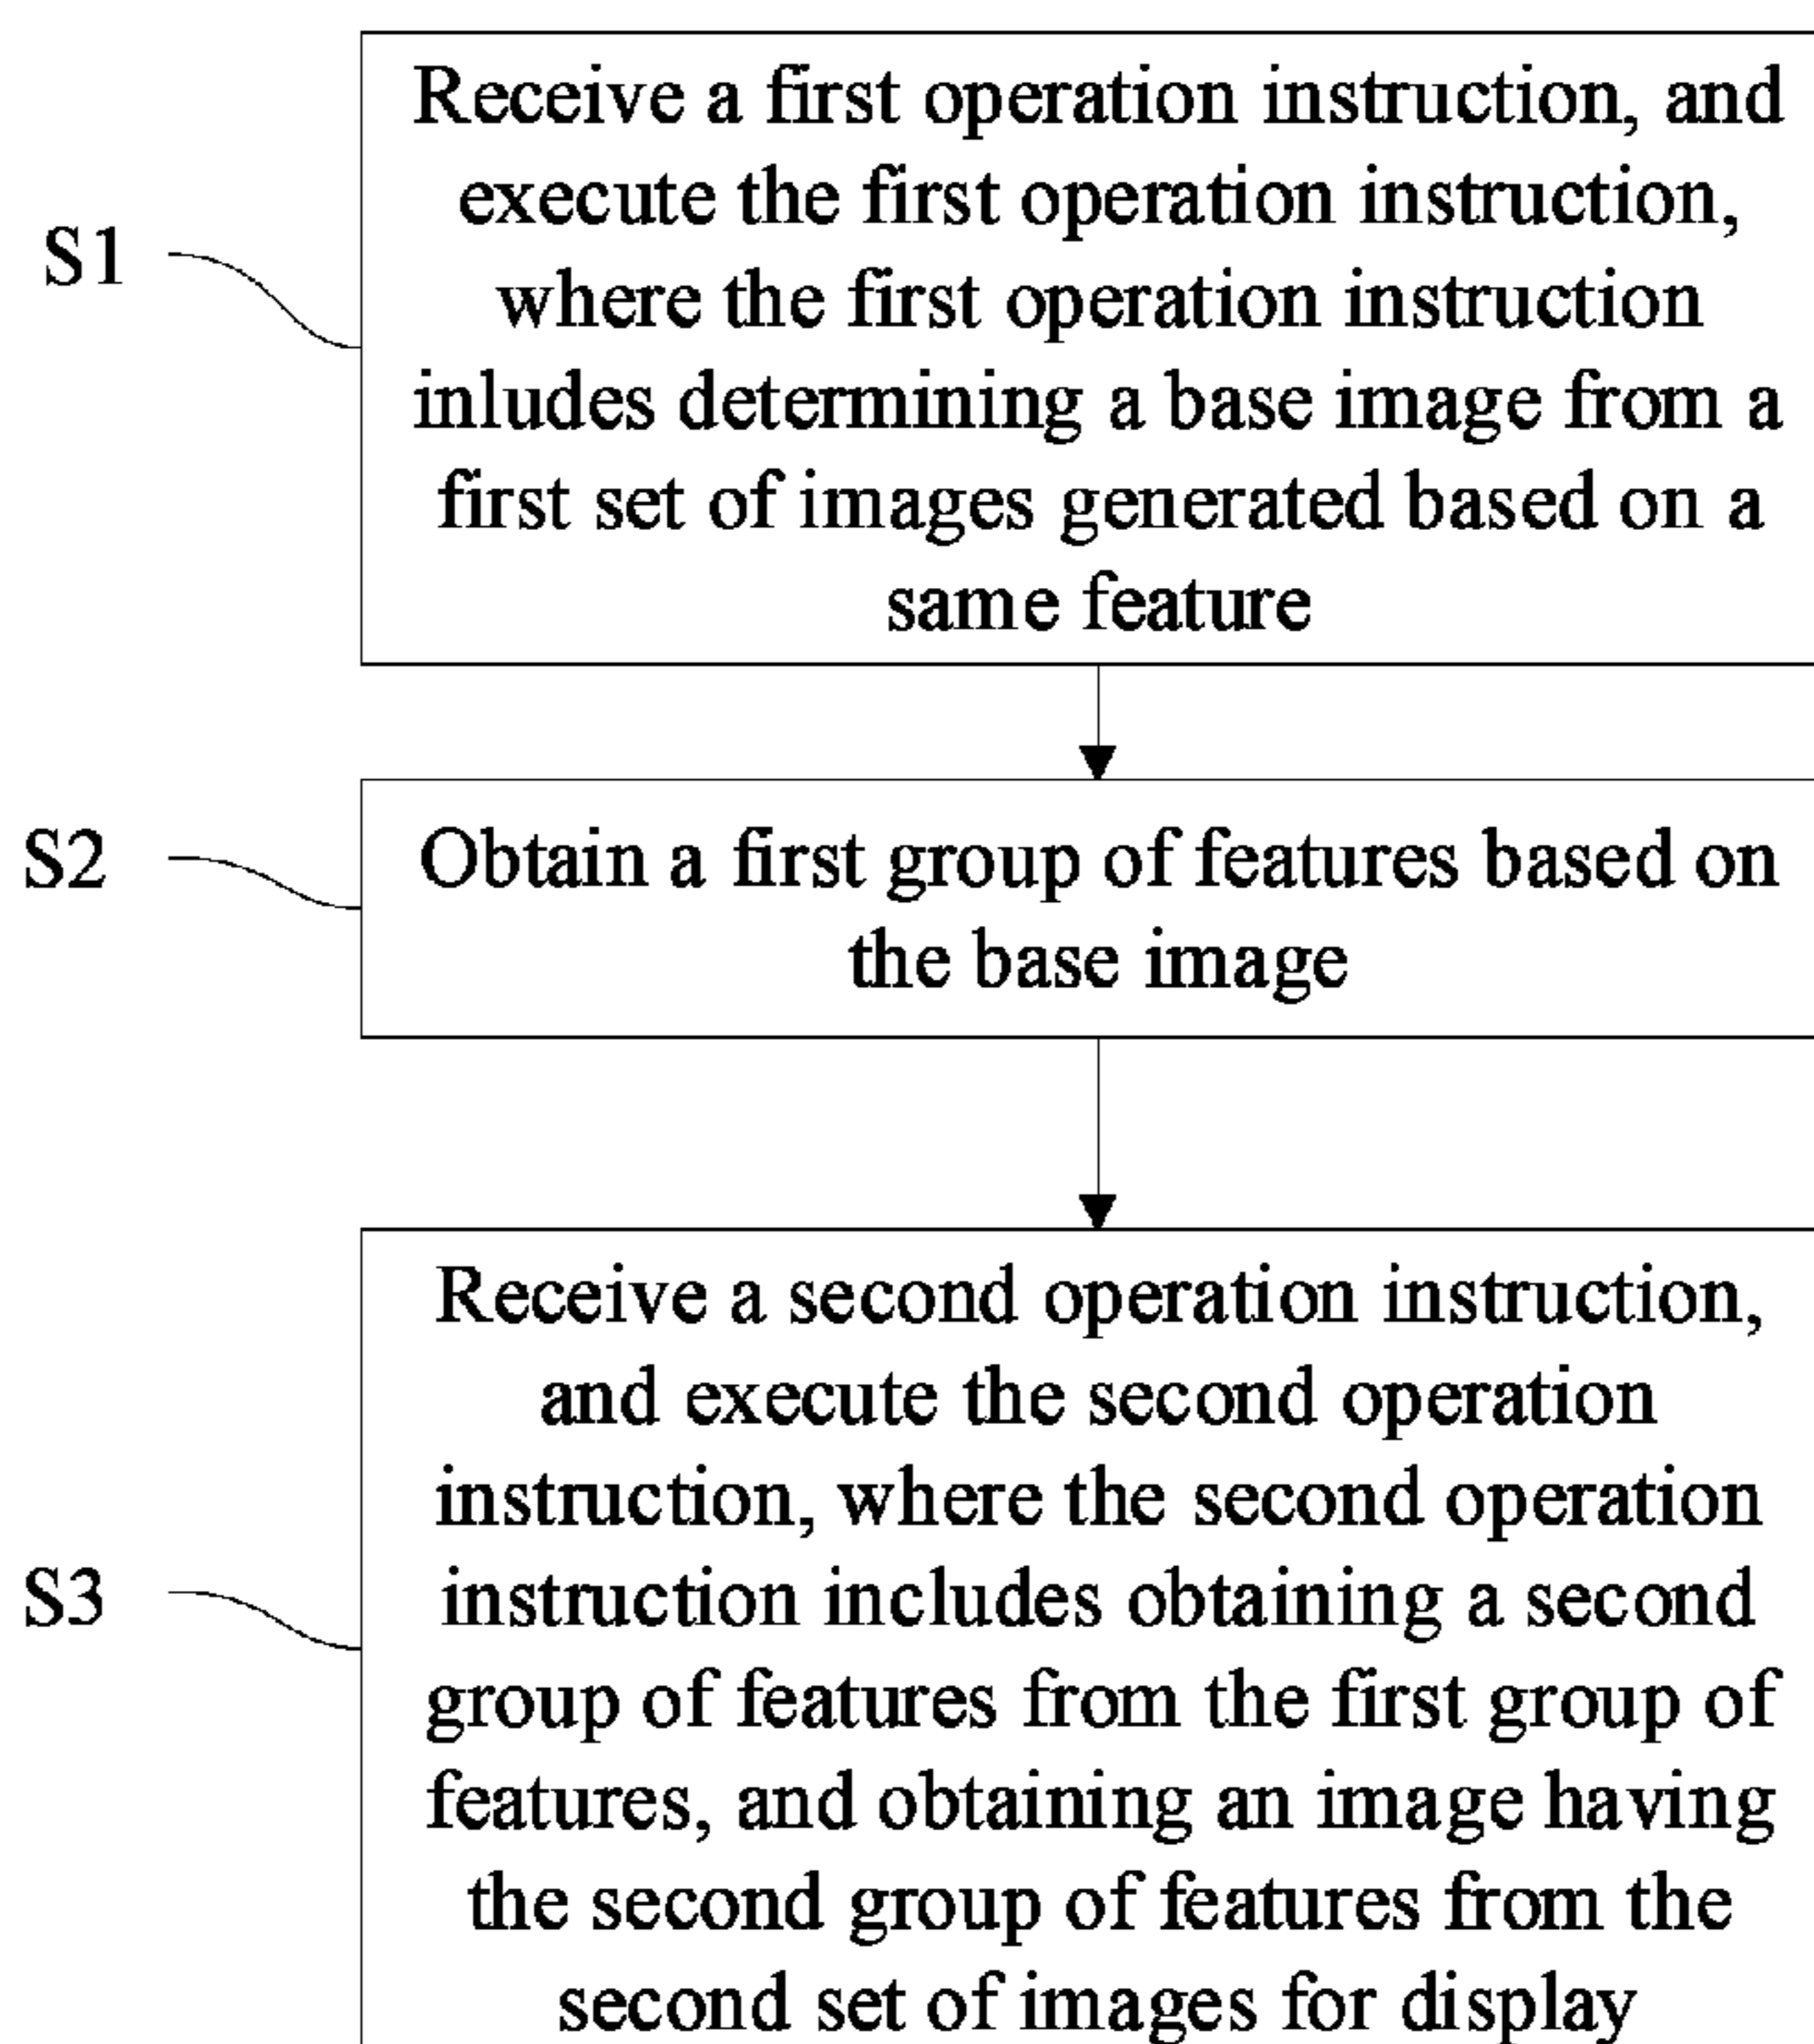 S1
Receive a first operation instruction, and
execute the first operation instruction,
where the first operation instruction
inludes determining a base image from a
first set of images generated based on a
same feature
S2
Obtain a first group of features based on
the base image
S3
Receive a second operation instruction,
and execute the second operation
instruction, where the second operation
instruction includes obtaining a second
group of features from the first group of
features, and obtaining an image having
the second group of features from the
second set of images for display